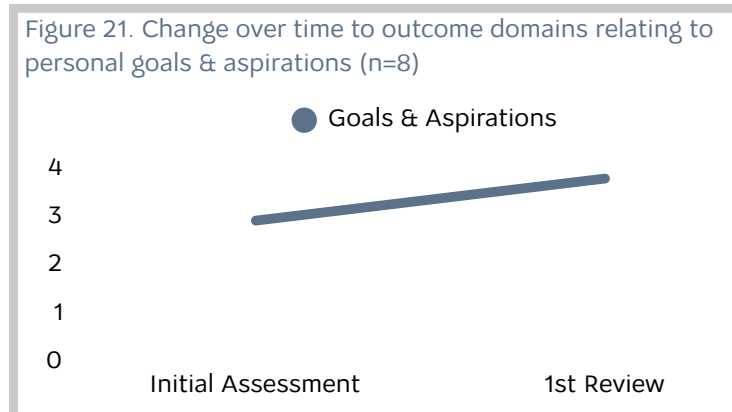 Figure 21. Change over time to outcome domains relating to
personal goals & aspirations (n=8)
Goals & Aspirations
4
3
2
1
0
Initial Assessment 1st Review